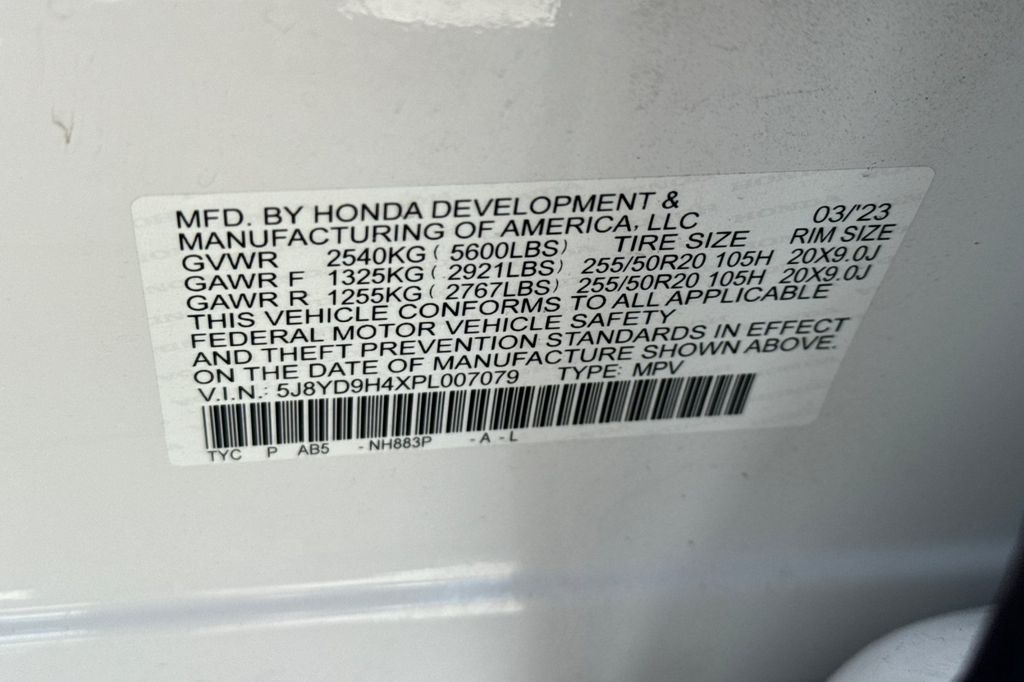 MFD. BY HONDA DEVELOPMENT & 03/'23
MANUFACTURING OF AMERICA, LLC
GVWR 2540KG ( 5600LBS) TIRE SIZE RIM SIZE
GAWR F 1325KG ( 2921LBS) 255/50R20 105H 20X9.0J
GAWR R 1255KG ( 2767LBS) 255/50R20 105H 20X9.0J
THIS VEHICLE CONFORMS TO ALL APPLICABLE
FEDERAL MOTOR VEHICLE SAFETY
AND THEFT PREVENTION STANDARDS IN EFFECT
ON THE DATE OF MANUFACTURE SHOWN ABOVE.
V.I.N.: 5J8YD9H4XPL007079 TYPE: MPV
TYC P AB5 - NH883P - A - L